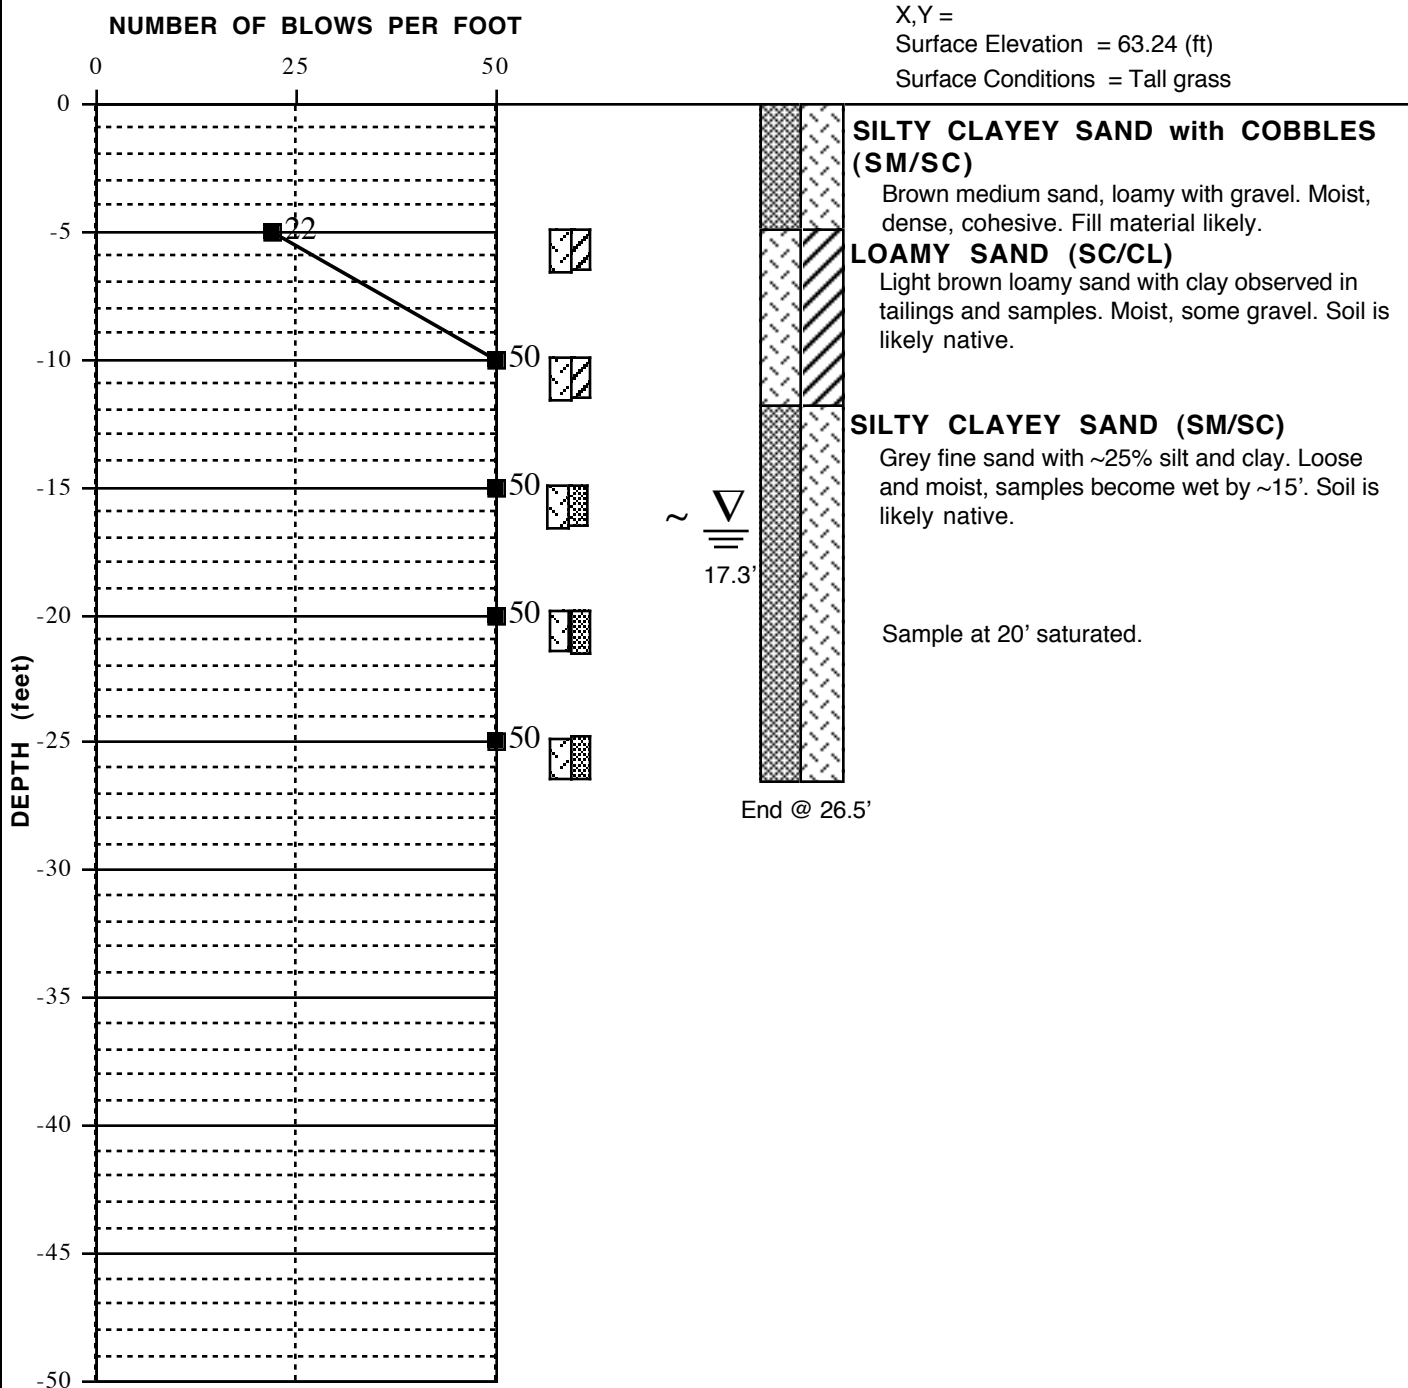 NUMBER OF BLOWS PER FOOT
X,Y =
Surface Elevation = 63.24 (ft)
Surface Conditions = Tall grass
0 25 50
0
-5
-10
-15
-20
-25
-30
-35
-40
-45
-50
DEPTH (feet)
22
50
50
50
50
~ ∇
17.3'
End @ 26.5'
SILTY CLAYEY SAND with COBBLES
(SM/SC)
Brown medium sand, loamy with gravel. Moist,
dense, cohesive. Fill material likely.
LOAMY SAND (SC/CL)
Light brown loamy sand with clay observed in
tailings and samples. Moist, some gravel. Soil is
likely native.
SILTY CLAYEY SAND (SM/SC)
Grey fine sand with ~25% silt and clay. Loose
and moist, samples become wet by ~15'. Soil is
likely native.
Sample at 20' saturated.